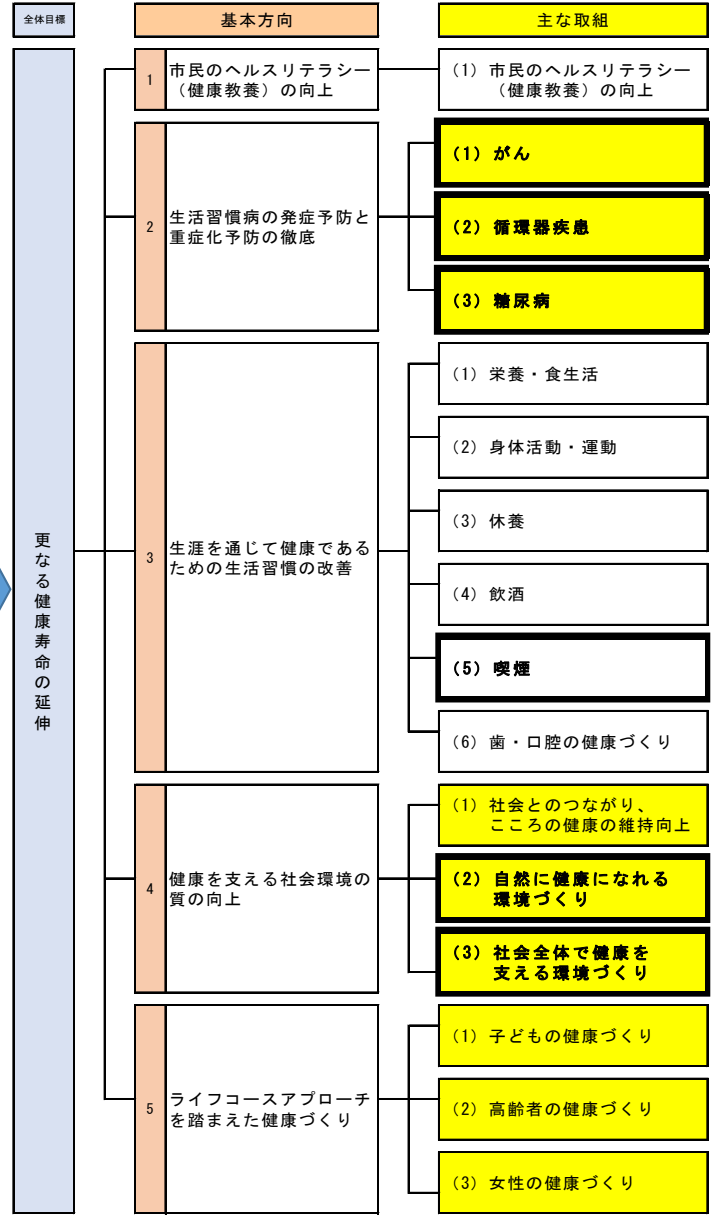 全体目標
基本方向
主な取組
更なる健康寿命の延伸
1
市民のヘルスリテラシー
（健康教養）の向上
（1）市民のヘルスリテラシー
（健康教養）の向上
2
生活習慣病の発症予防と
重症化予防の徹底
（1）がん
（2）循環器疾患
（3）糖尿病
3
生涯を通じて健康である
ための生活習慣の改善
（1）栄養・食生活
（2）身体活動・運動
（3）休養
（4）飲酒
（5）喫煙
（6）歯・口腔の健康づくり
4
健康を支える社会環境の
質の向上
（1）社会とのつながり、
こころの健康の維持向上
（2）自然に健康になれる
環境づくり
（3）社会全体で健康を
支える環境づくり
5
ライフコースアプローチ
を踏まえた健康づくり
（1）子どもの健康づくり
（2）高齢者の健康づくり
（3）女性の健康づくり